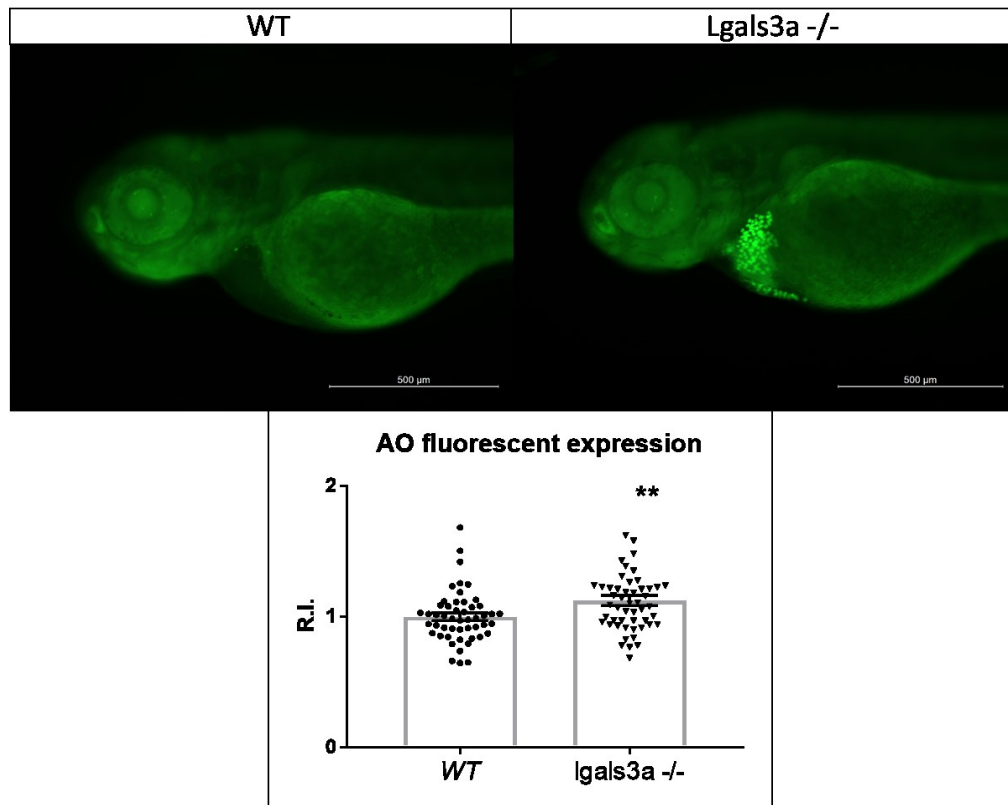 WT
Lgals3a -/-
500 µm
500 µm
AO fluorescent expression
2
**
1
R.I.
0
WT
lgals3a -/-